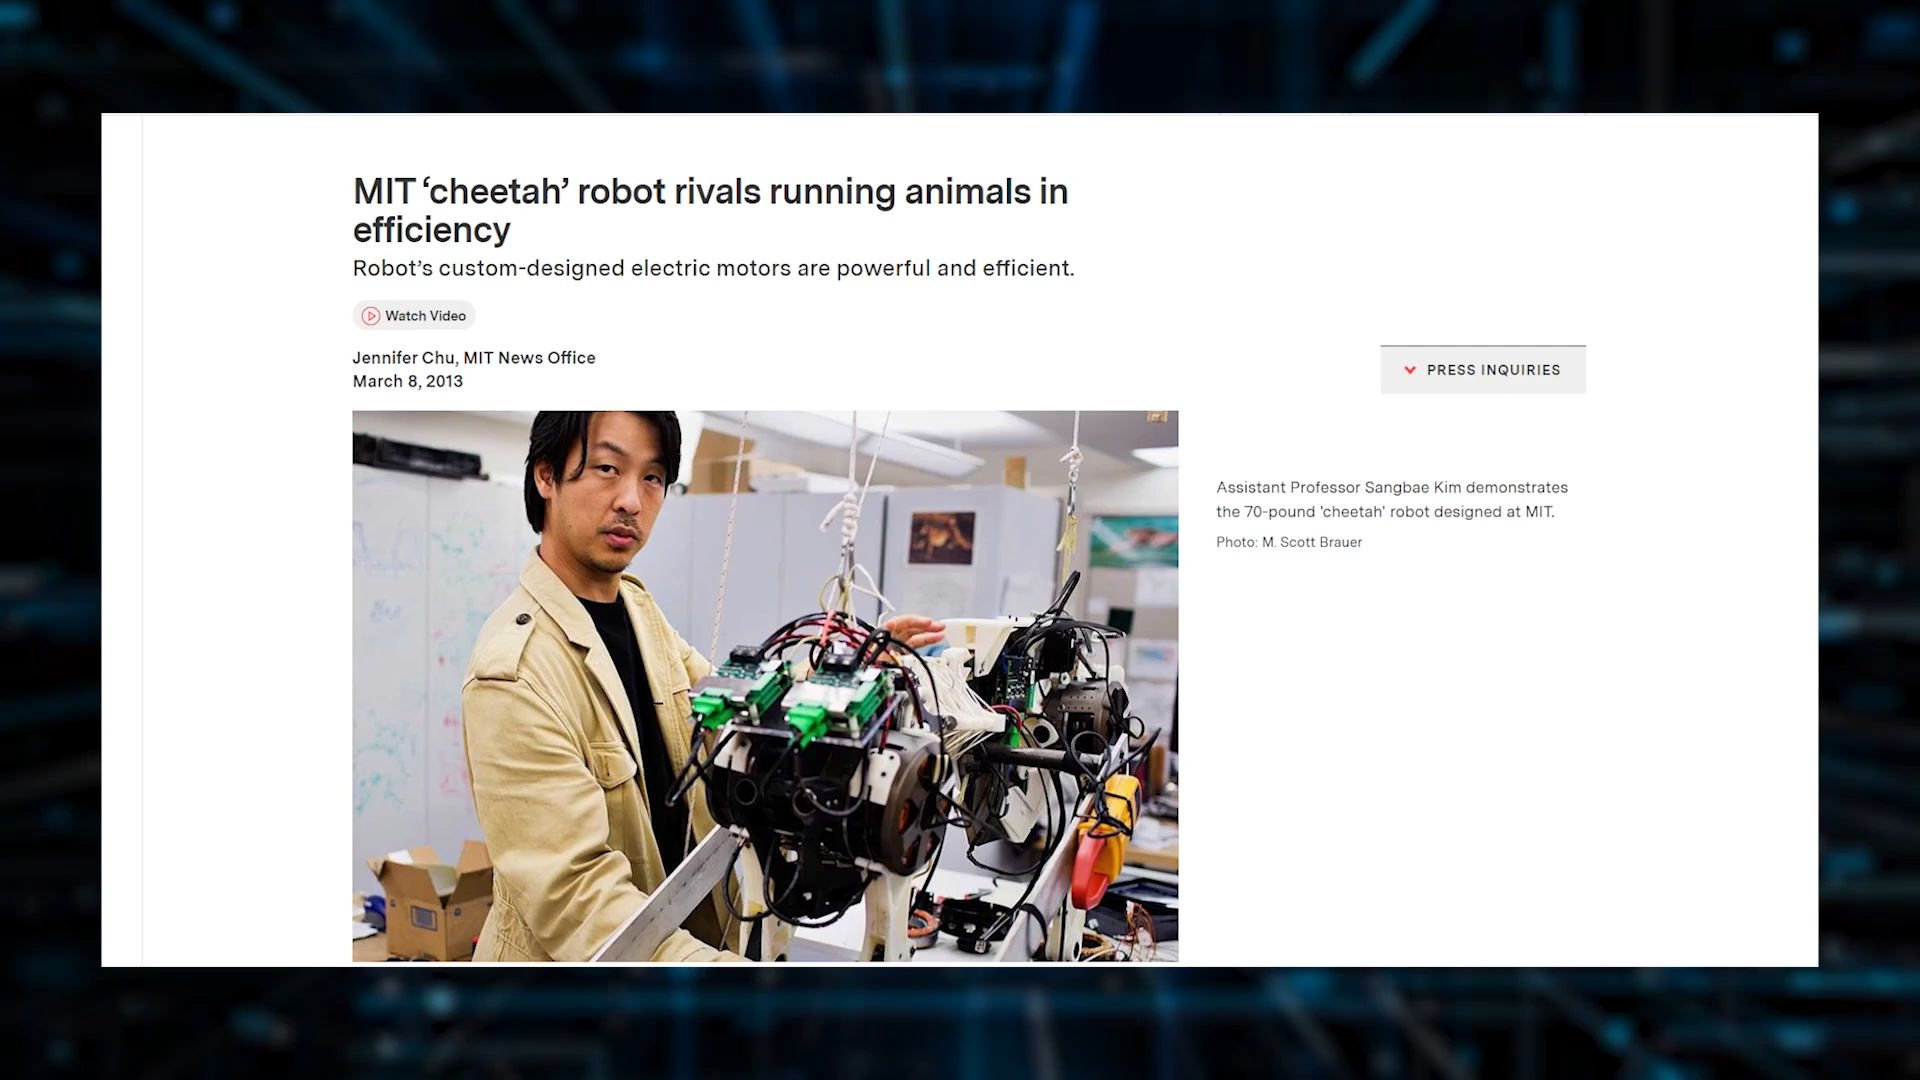 MIT ‘cheetah’ robot rivals running animals in
efficiency
Robot’s custom-designed electric motors are powerful and efficient.
Watch Video
Jennifer Chu, MIT News Office
March 8, 2013
PRESS INQUIRIES
Assistant Professor Sangbae Kim demonstrates
the 70-pound 'cheetah' robot designed at MIT.
Photo: M. Scott Brauer